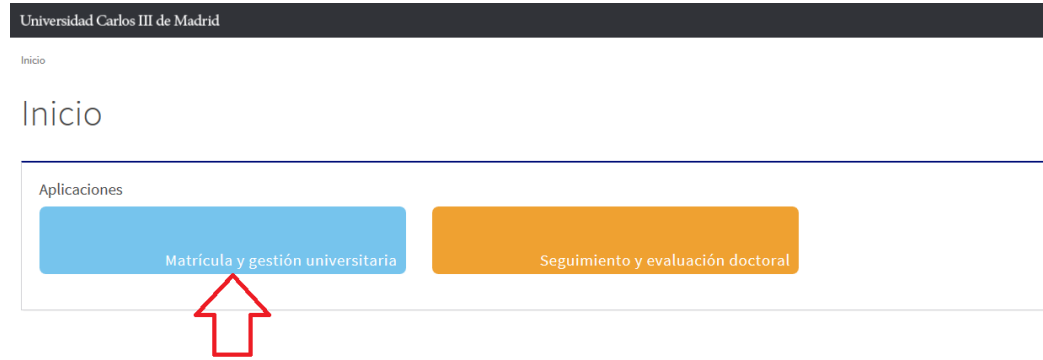 Universidad Carlos III de Madrid
Inicio
Inicio
Aplicaciones
Matrícula y gestión universitaria
Seguimiento y evaluación doctoral